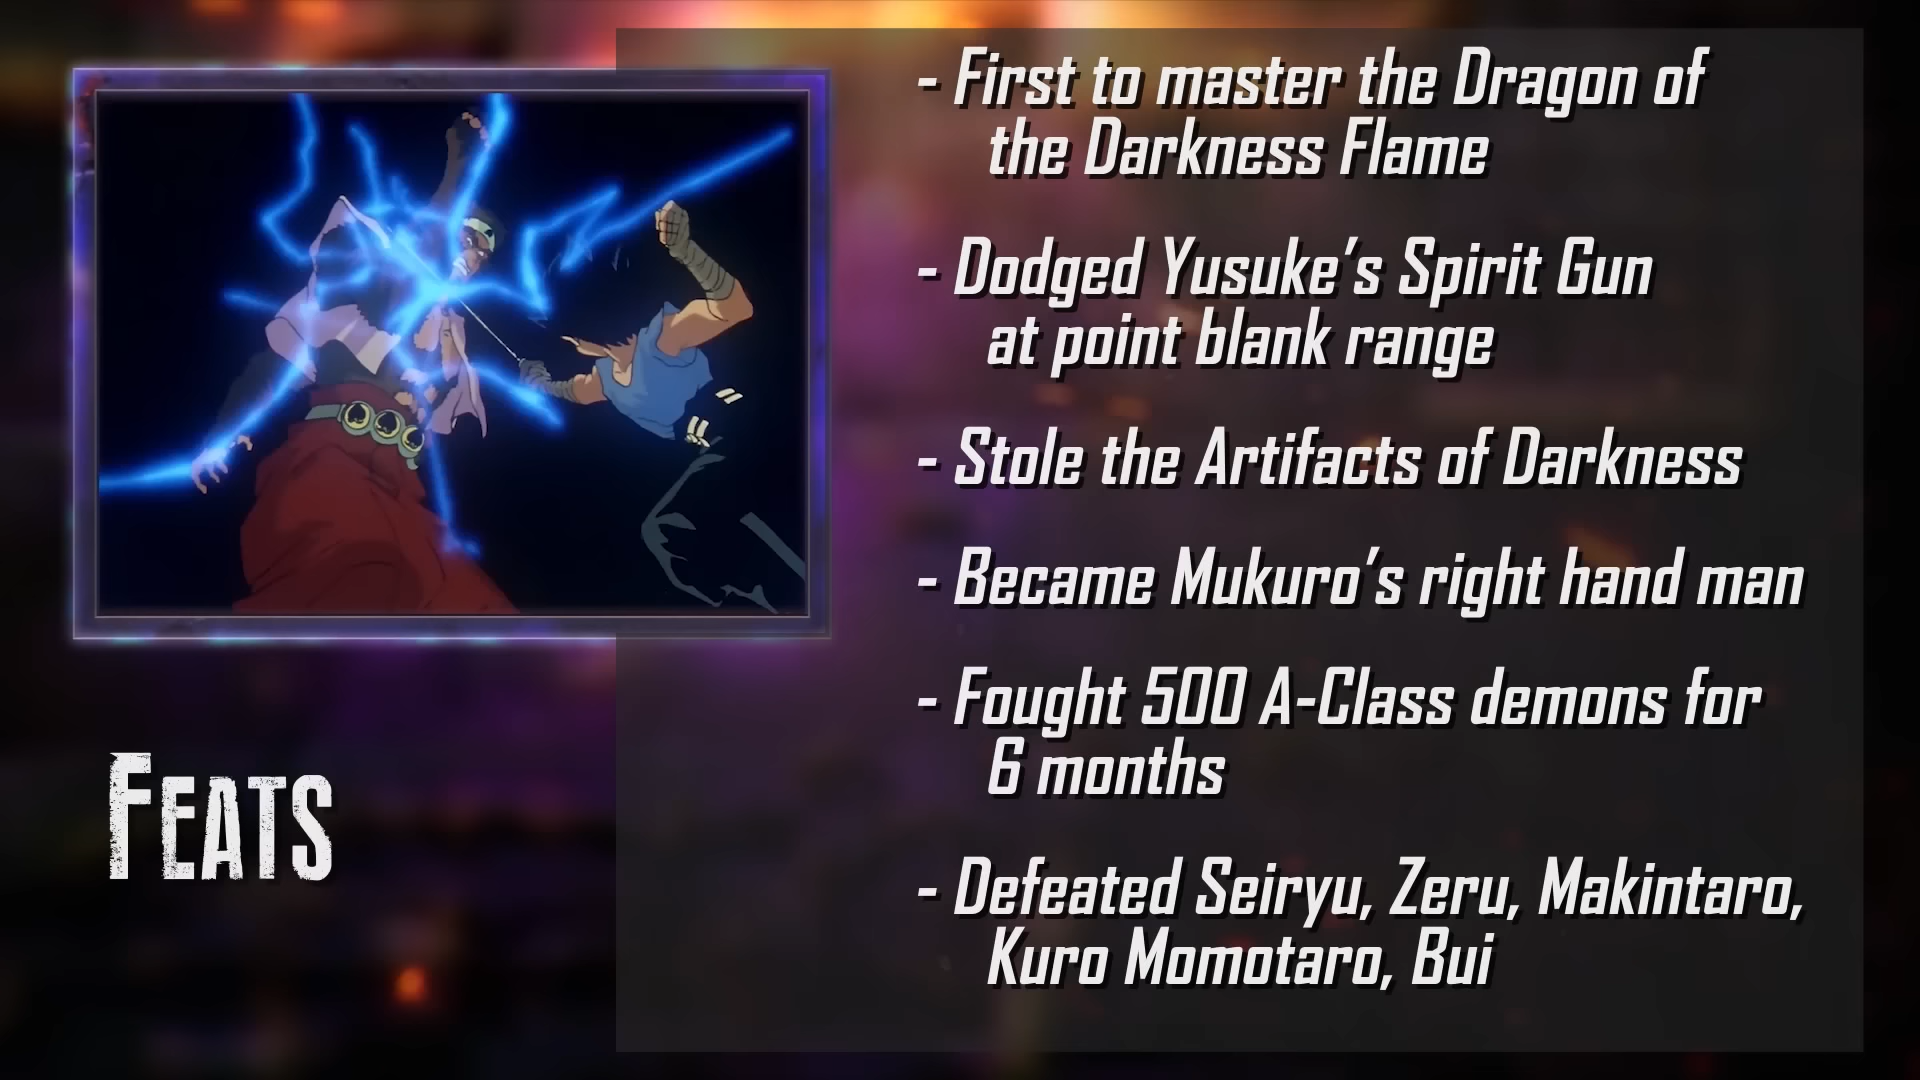 - First to master the Dragon of
the Darkness Flame
- Dodged Yusuke's Spirit Gun
at point blank range
- Stole the Artifacts of Darkness
- Became Mukuro's right hand man
- Fought 500 A-Class demons for
6 months
- Defeated Seiryu, Zeru, Makintaro,
Kuro Momotaro, Bui
Feats